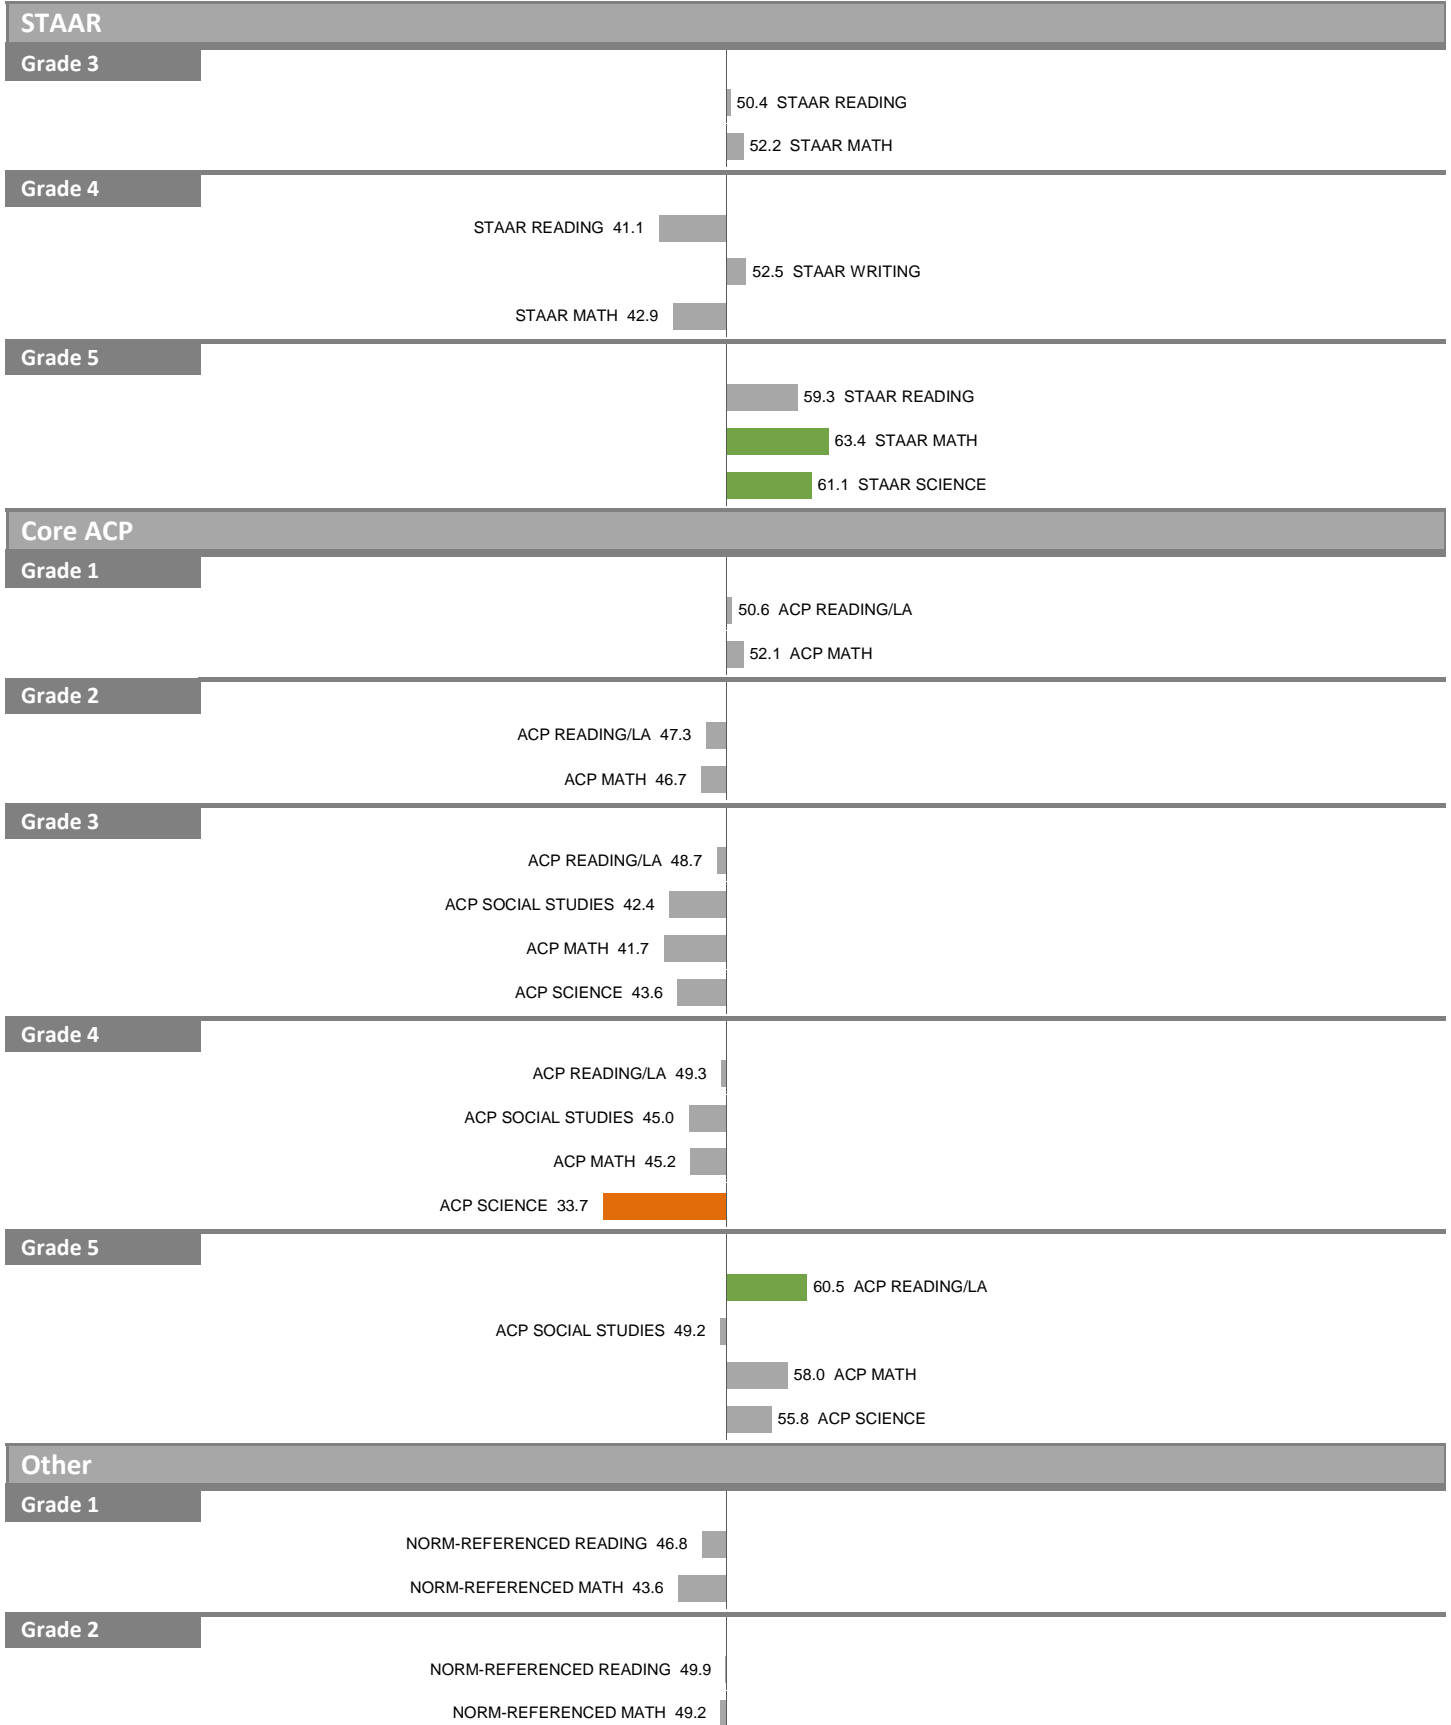 STAAR
Grade 3
50.4 STAAR READING
52.2 STAAR MATH
Grade 4
STAAR READING 41.1
52.5 STAAR WRITING
STAAR MATH 42.9
Grade 5
59.3 STAAR READING
63.4 STAAR MATH
61.1 STAAR SCIENCE
Core ACP
Grade 1
50.6 ACP READING/LA
52.1 ACP MATH
Grade 2
ACP READING/LA 47.3
ACP MATH 46.7
Grade 3
ACP READING/LA 48.7
ACP SOCIAL STUDIES 42.4
ACP MATH 41.7
ACP SCIENCE 43.6
Grade 4
ACP READING/LA 49.3
ACP SOCIAL STUDIES 45.0
ACP MATH 45.2
ACP SCIENCE 33.7
Grade 5
60.5 ACP READING/LA
ACP SOCIAL STUDIES 49.2
58.0 ACP MATH
55.8 ACP SCIENCE
Other
Grade 1
NORM-REFERENCED READING 46.8
NORM-REFERENCED MATH 43.6
Grade 2
NORM-REFERENCED READING 49.9
NORM-REFERENCED MATH 49.2